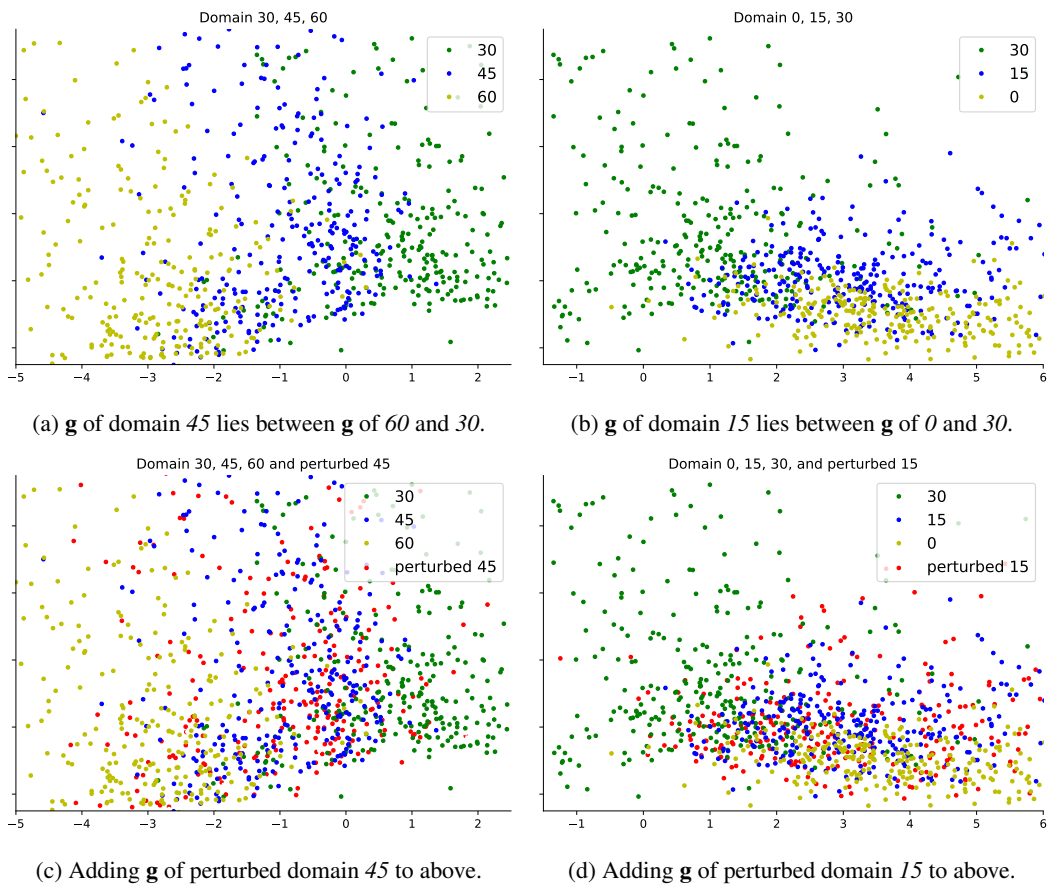 Domain 30, 45, 60
30
45
60
−5 −4 −3 −2 −1 0 1 2
(a) g of domain 45 lies between g of 60 and 30.
Domain 0, 15, 30
30
15
0
−1 0 1 2 3 4 5 6
(b) g of domain 15 lies between g of 0 and 30.
Domain 30, 45, 60 and perturbed 45
30
45
60
perturbed 45
−5 −4 −3 −2 −1 0 1 2
(c) Adding g of perturbed domain 45 to above.
Domain 0, 15, 30, and perturbed 15
30
15
0
perturbed 15
−1 0 1 2 3 4 5 6
(d) Adding g of perturbed domain 15 to above.